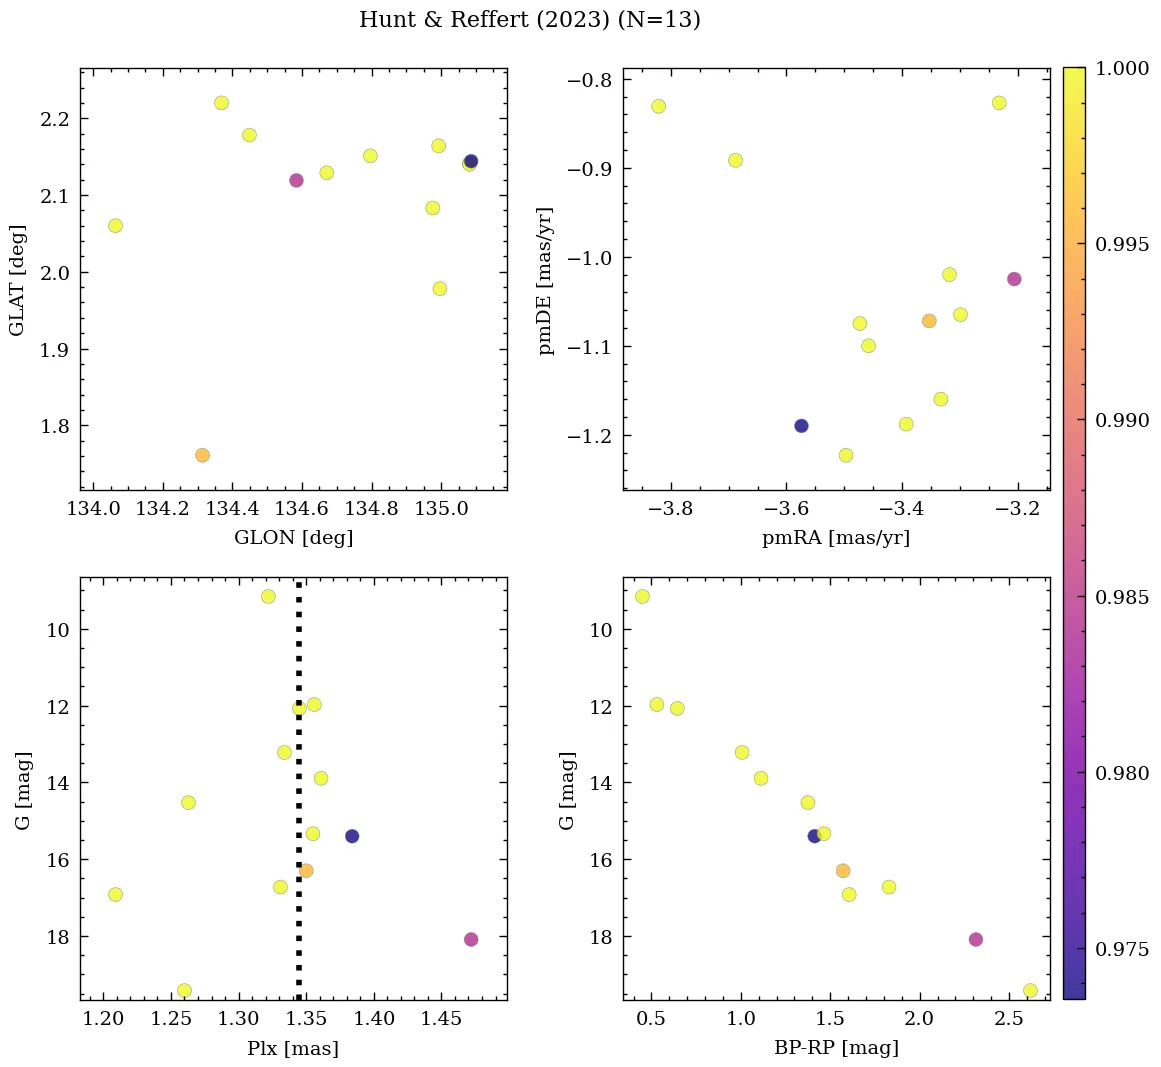 Hunt & Reffert (2023) (N=13)
2.2
2.1
2.0
1.9
1.8
GLAT [deg]
134.0 134.2 134.4 134.6 134.8 135.0
GLON [deg]
−0.8
−0.9
−1.0
−1.1
−1.2
pmDE [mas/yr]
−3.8 −3.6 −3.4 −3.2
pmRA [mas/yr]
10
12
14
16
18
G [mag]
1.20 1.25 1.30 1.35 1.40 1.45
Plx [mas]
10
12
14
16
18
G [mag]
0.5 1.0 1.5 2.0 2.5
BP-RP [mag]
1.000
0.995
0.990
0.985
0.980
0.975